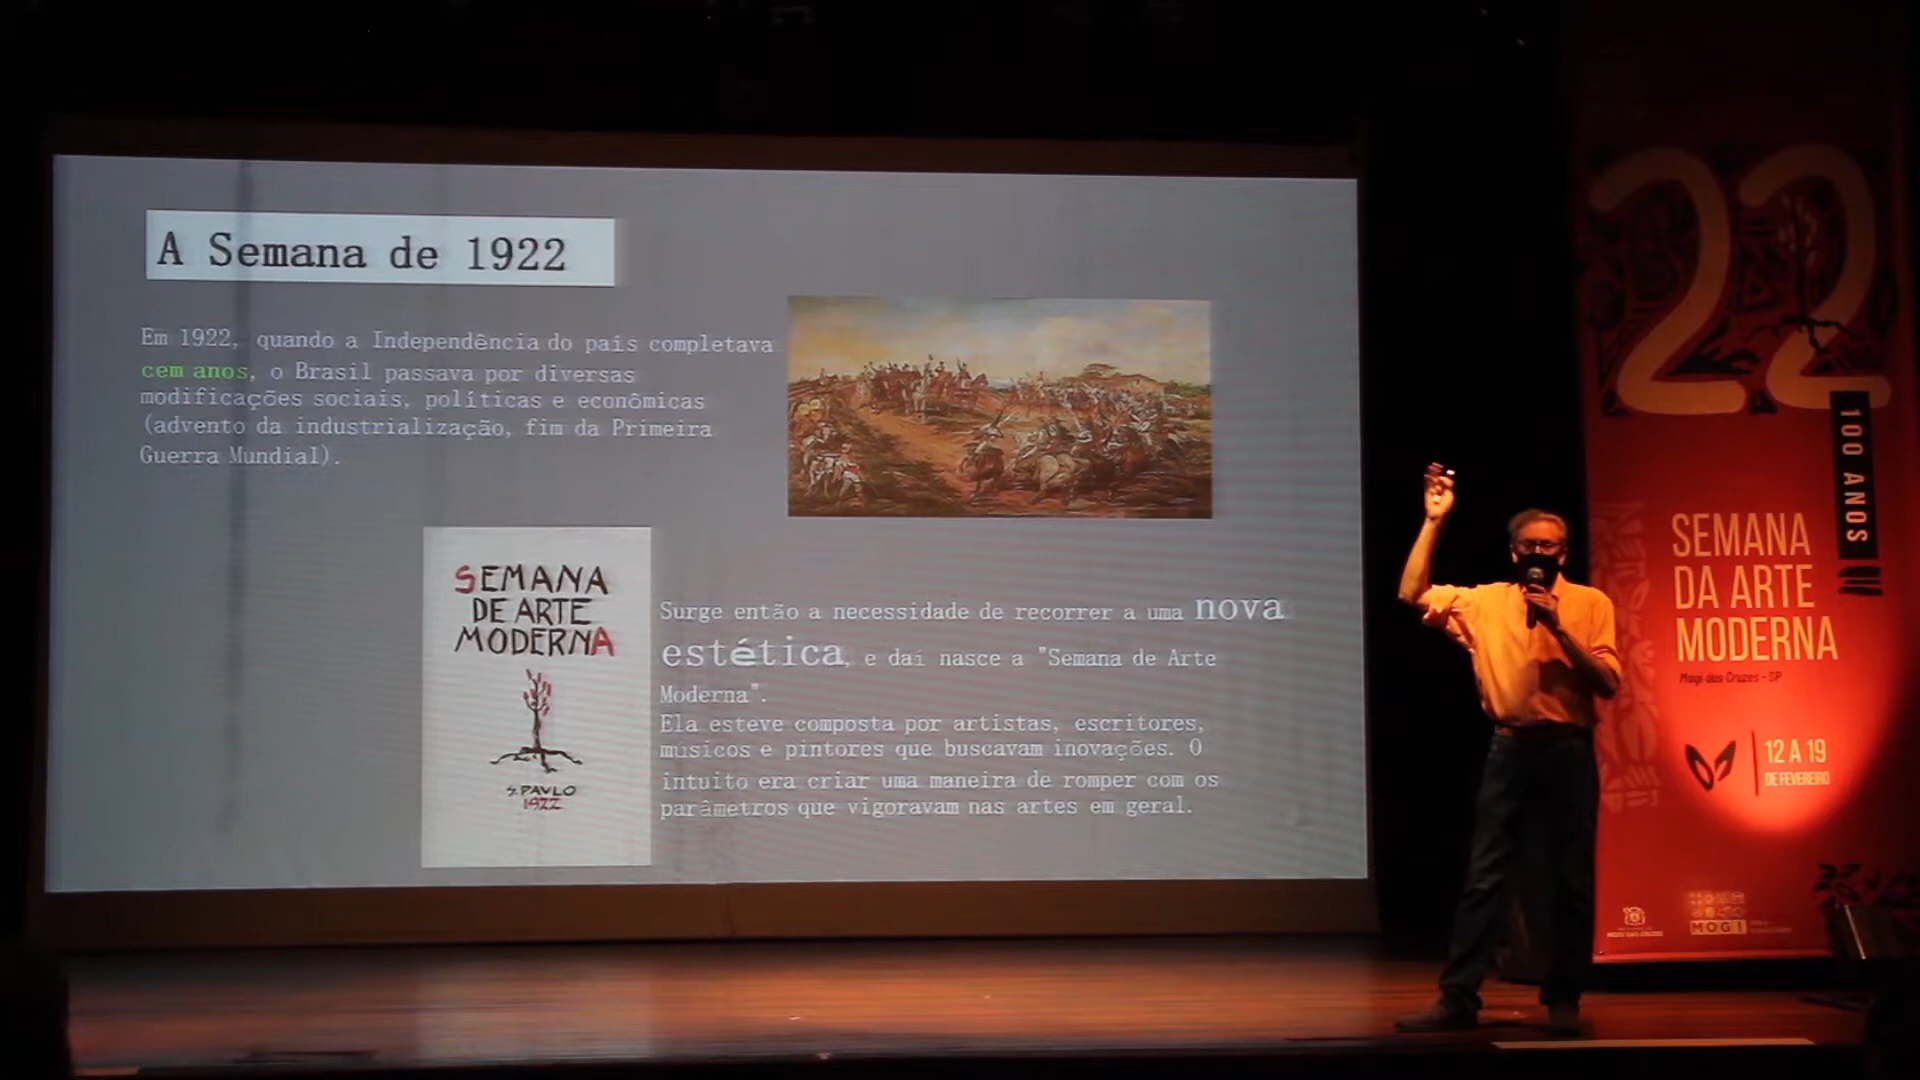 A Semana de 1922
Em 1922, quando a Independência do país completava
cem anos, o Brasil passava por diversas
modificações sociais, políticas e econômicas
(advento da industrialização, fim da Primeira
Guerra Mundial).
SEMANA
DE ARTE
MODERNA
S. PAULO
1922
Surge então a necessidade de recorrer a uma nova
estética, e daí nasce a "Semana de Arte
Moderna".
Ela esteve composta por artistas, escritores,
músicos e pintores que buscavam inovações. O
intuito era criar uma maneira de romper com os
parâmetros que vigoravam nas artes em geral.
22
100 ANOS
SEMANA
DA ARTE
MODERNA
Mogi das Cruzes - SP
12 A 19
DE FEVEREIRO
MOGI DAS CRUZES
MOGI